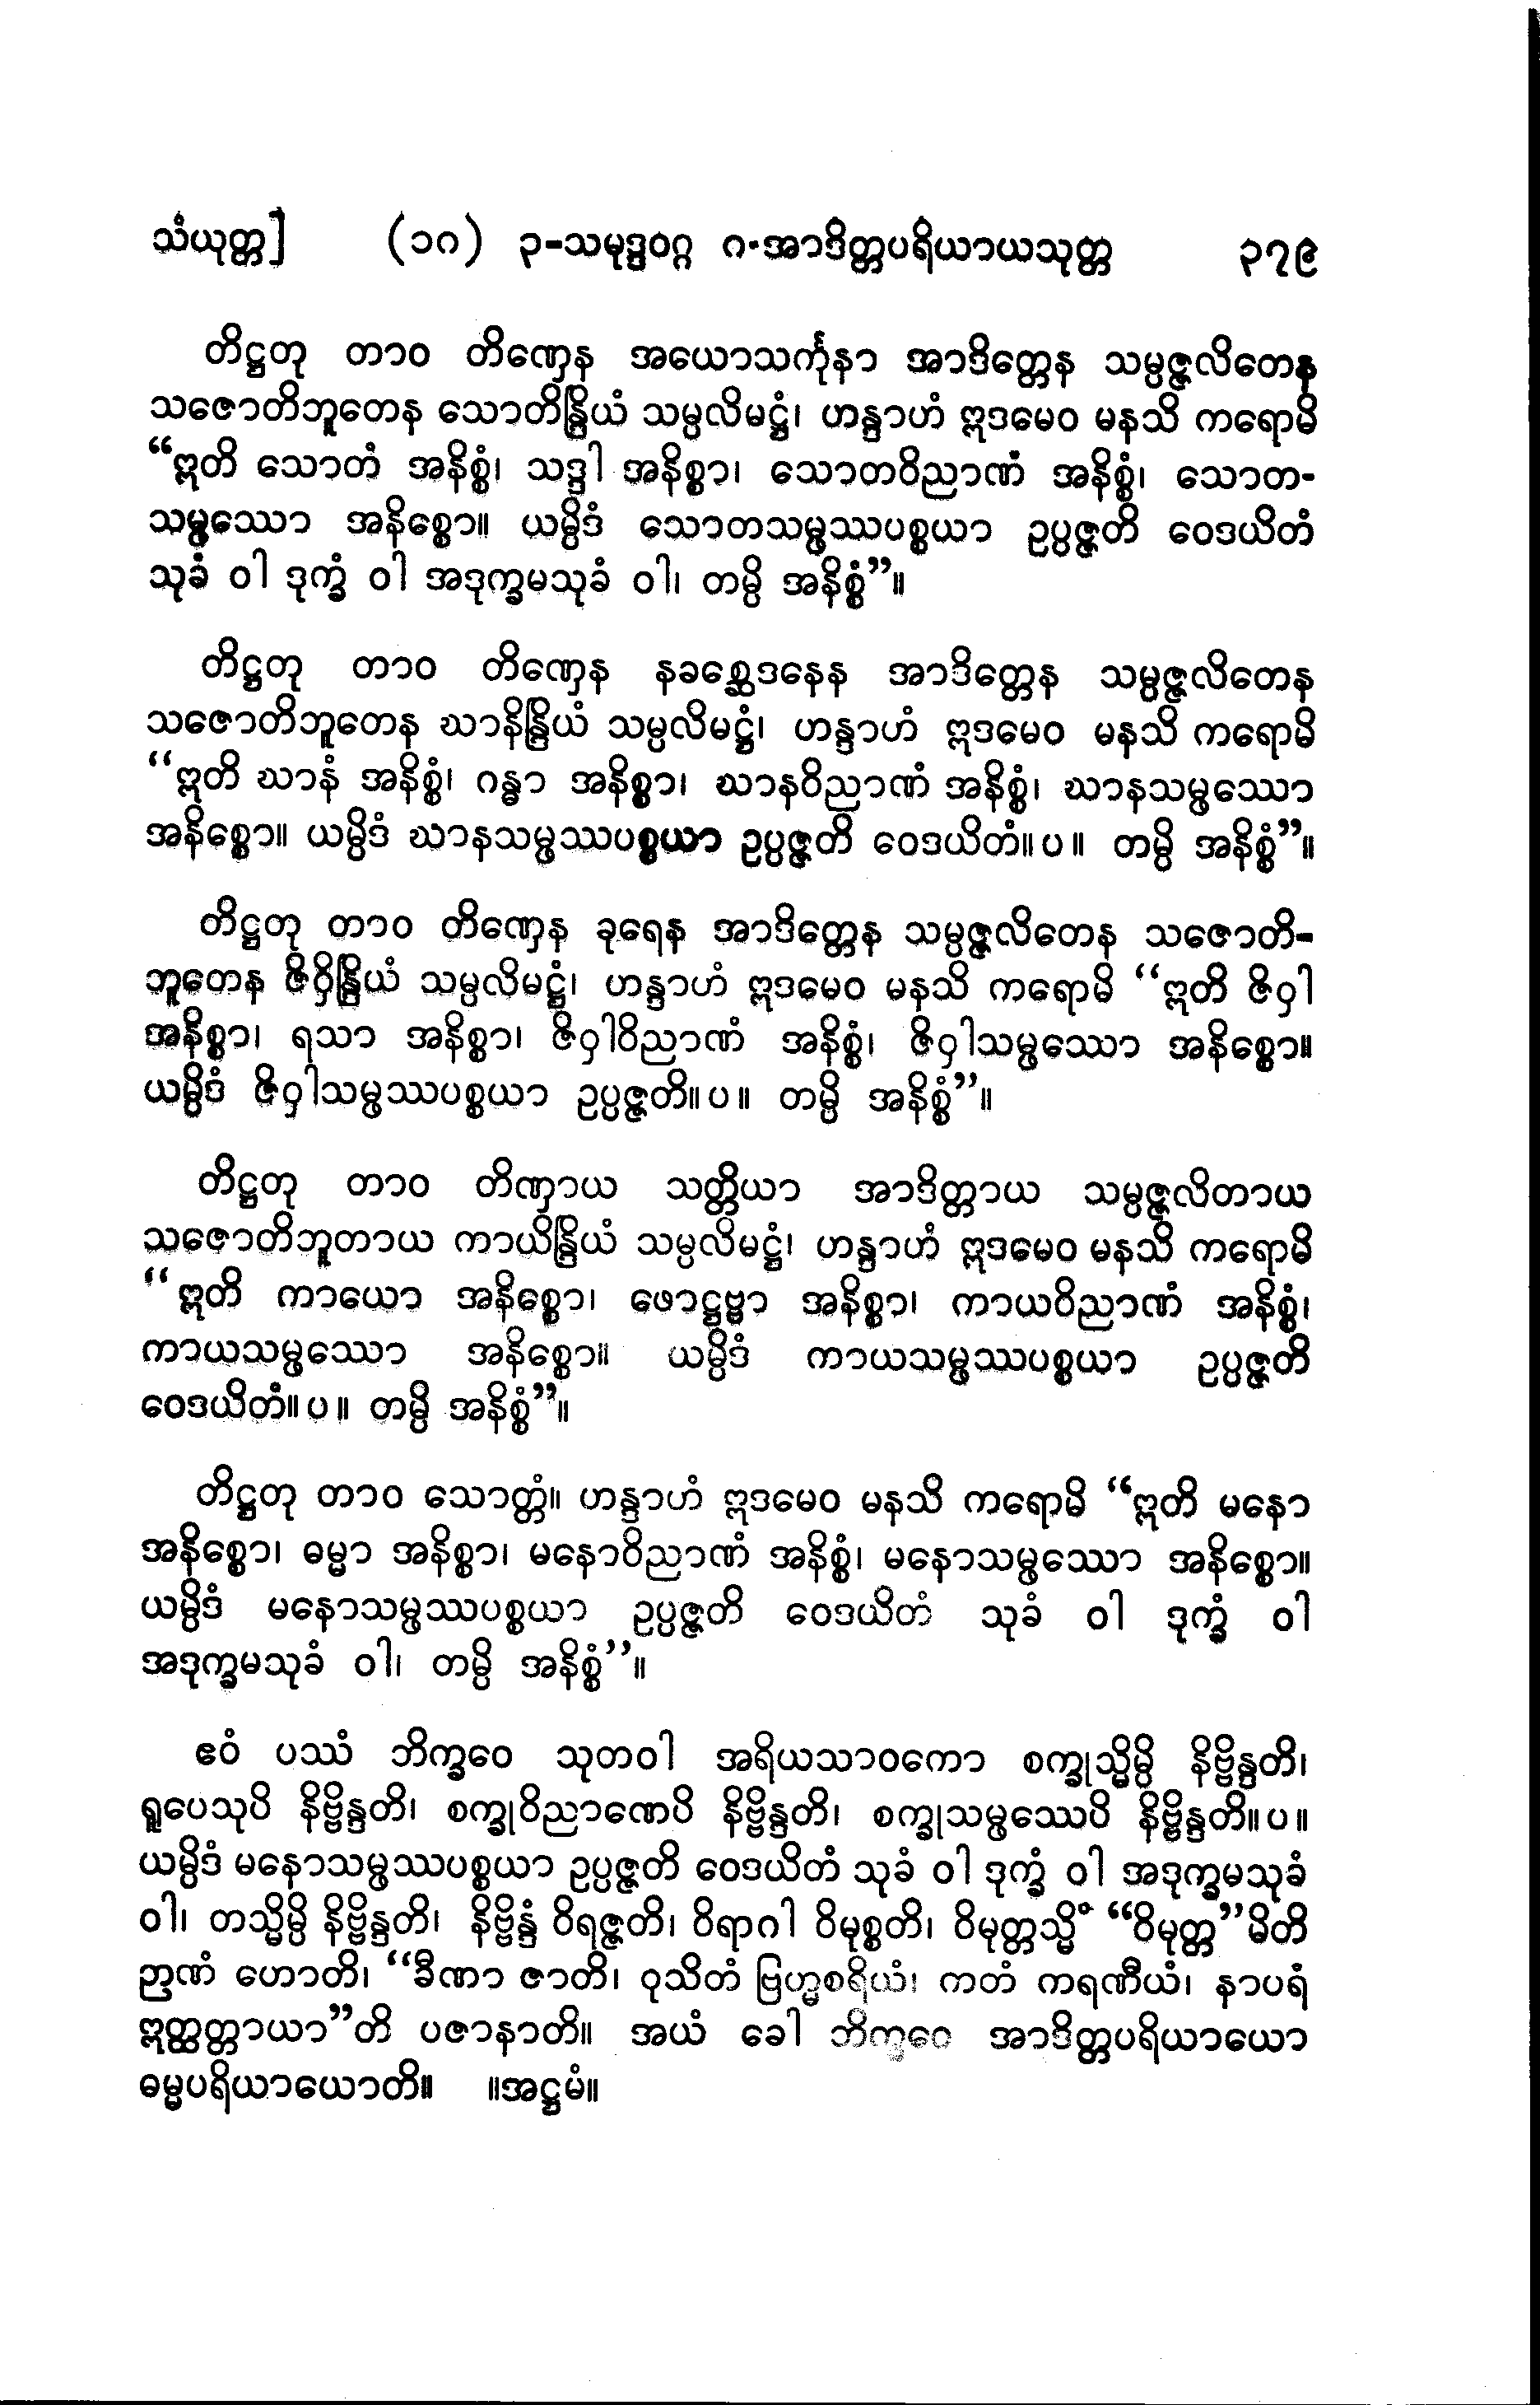 သံယုတ္တ] (၁၈) ၃-သမုဒ္ဒဝဂ္ဂ ၈-အာဒိတ္တပရိယာယသုတ္တ ၃၇၉
တိဋ္ဌတု တာဝ တိဏှေန အယောသင်္ကုနာ အာဒိတ္တေန သမ္ပဇ္ဇလိတေန
သဇောတိဘူတေန သောတိန္ဒြိယံ သမ္ပလိမဋ္ဌံ၊ ဟန္ဒာဟံ ဣဒမေဝ မနသိ ကရောမိ
“ဣတိ သောတံ အနိစ္စံ၊ သဒ္ဒါ အနိစ္စာ၊ သောတဝိညာဏံ အနိစ္စံ၊ သောတ-
သမ္ဖဿော အနိစ္စော။ ယမ္ပိဒံ သောတသမ္ဖဿပစ္စယာ ဥပ္ပဇ္ဇတိ ဝေဒယိတံ
သုခံ ဝါ ဒုက္ခံ ဝါ အဒုက္ခမသုခံ ဝါ၊ တမ္ပိ အနိစ္စံ”။
တိဋ္ဌတု တာဝ တိဏှေန နခစ္ဆေဒနေန အာဒိတ္တေန သမ္ပဇ္ဇလိတေန
သဇောတိဘူတေန ဃာနိန္ဒြိယံ သမ္ပလိမဋ္ဌံ၊ ဟန္ဒာဟံ ဣဒမေဝ မနသိ ကရောမိ
“ဣတိ ဃာနံ အနိစ္စံ၊ ဂန္ဓာ အနိစ္စာ၊ ဃာနဝိညာဏံ အနိစ္စံ၊ ဃာနသမ္ဖဿော
အနိစ္စော။ ယမ္ပိဒံ ဃာနသမ္ဖဿပစ္စယာ ဥပ္ပဇ္ဇတိ ဝေဒယိတံ။ပ။ တမ္ပိ အနိစ္စံ”။
တိဋ္ဌတု တာဝ တိဏှေန ခုရေန အာဒိတ္တေန သမ္ပဇ္ဇလိတေန သဇောတိ-
ဘူတေန ဇိဝှိန္ဒြိယံ သမ္ပလိမဋ္ဌံ၊ ဟန္ဒာဟံ ဣဒမေဝ မနသိ ကရောမိ “ဣတိ ဇိဝှါ
အနိစ္စာ၊ ရသာ အနိစ္စာ၊ ဇိဝှါဝိညာဏံ အနိစ္စံ၊ ဇိဝှါသမ္ဖဿော အနိစ္စော။
ယမ္ပိဒံ ဇိဝှါသမ္ဖဿပစ္စယာ ဥပ္ပဇ္ဇတိ။ပ။ တမ္ပိ အနိစ္စံ”။
တိဋ္ဌတု တာဝ တိဏှာယ သတ္တိယာ အာဒိတ္တာယ သမ္ပဇ္ဇလိတာယ
သဇောတိဘူတာယ ကာယိန္ဒြိယံ သမ္ပလိမဋ္ဌံ၊ ဟန္ဒာဟံ ဣဒမေဝ မနသိ ကရောမိ
“ဣတိ ကာယော အနိစ္စော၊ ဖောဋ္ဌဗ္ဗာ အနိစ္စာ၊ ကာယဝိညာဏံ အနိစ္စံ၊
ကာယသမ္ဖဿော အနိစ္စော။ ယမ္ပိဒံ ကာယသမ္ဖဿပစ္စယာ ဥပ္ပဇ္ဇတိ
ဝေဒယိတံ။ပ။ တမ္ပိ အနိစ္စံ”။
တိဋ္ဌတု တာဝ သောတ္တံ။ ဟန္ဒာဟံ ဣဒမေဝ မနသိ ကရောမိ “ဣတိ မနော
အနိစ္စော၊ ဓမ္မာ အနိစ္စာ၊ မနောဝိညာဏံ အနိစ္စံ၊ မနောသမ္ဖဿော အနိစ္စော။
ယမ္ပိဒံ မနောသမ္ဖဿပစ္စယာ ဥပ္ပဇ္ဇတိ ဝေဒယိတံ သုခံ ဝါ ဒုက္ခံ ဝါ
အဒုက္ခမသုခံ ဝါ၊ တမ္ပိ အနိစ္စံ”။
ဧဝံ ပဿံ ဘိက္ခဝေ သုတဝါ အရိယသာဝကော စက္ခုသ္မိမ္ပိ နိဗ္ဗိန္ဒတိ၊
ရူပေသုပိ နိဗ္ဗိန္ဒတိ၊ စက္ခုဝိညာဏေပိ နိဗ္ဗိန္ဒတိ၊ စက္ခုသမ္ဖဿေပိ နိဗ္ဗိန္ဒတိ။ပ။
ယမ္ပိဒံ မနောသမ္ဖဿပစ္စယာ ဥပ္ပဇ္ဇတိ ဝေဒယိတံ သုခံ ဝါ ဒုက္ခံ ဝါ အဒုက္ခမသုခံ
ဝါ၊ တသ္မိမ္ပိ နိဗ္ဗိန္ဒတိ၊ နိဗ္ဗိန္ဒံ ဝိရဇ္ဇတိ၊ ဝိရာဂါ ဝိမုစ္စတိ၊ ဝိမုတ္တသ္မိံ “ဝိမုတ္တ”မိတိ
ဉာဏံ ဟောတိ၊ “ခီဏာ ဇာတိ၊ ဝုသိတံ ဗြဟ္မစရိယံ၊ ကတံ ကရဏီယံ၊ နာပရံ
ဣတ္ထတ္တာယာ”တိ ပဇာနာတိ။ အယံ ခေါ ဘိက္ခဝေ အာဒိတ္တပရိယာယော
ဓမ္မပရိယာယောတိ။ ။အဋ္ဌမံ။